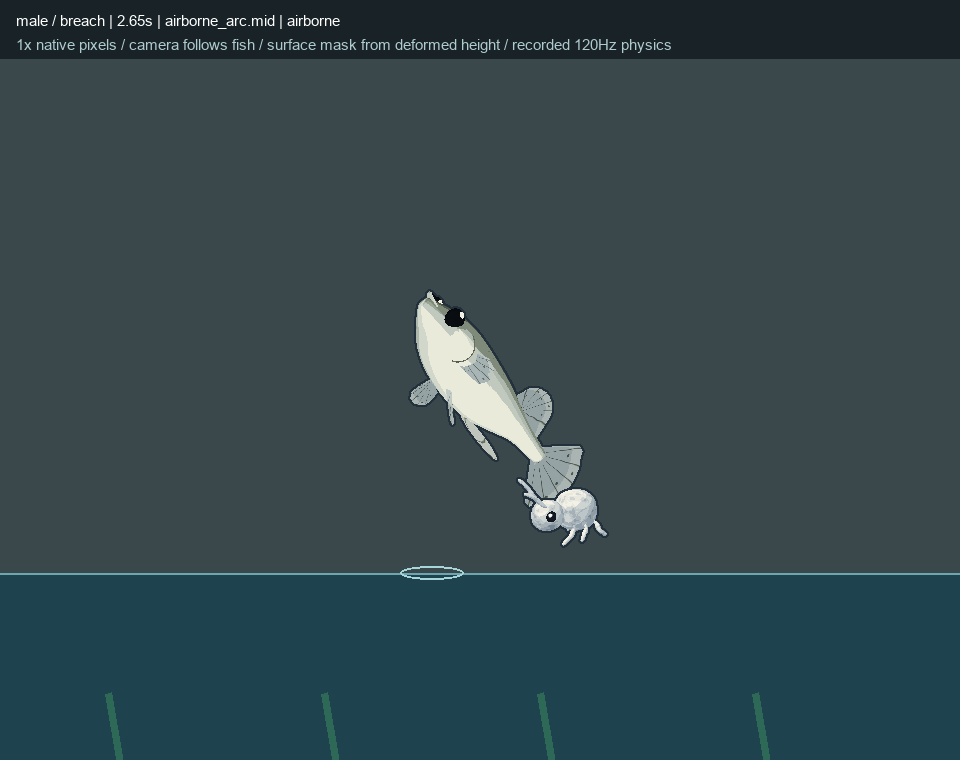 male / breach | 2.65s | airborne_arc.mid | airborne
1x native pixels / camera follows fish / surface mask from deformed height / recorded 120Hz physics